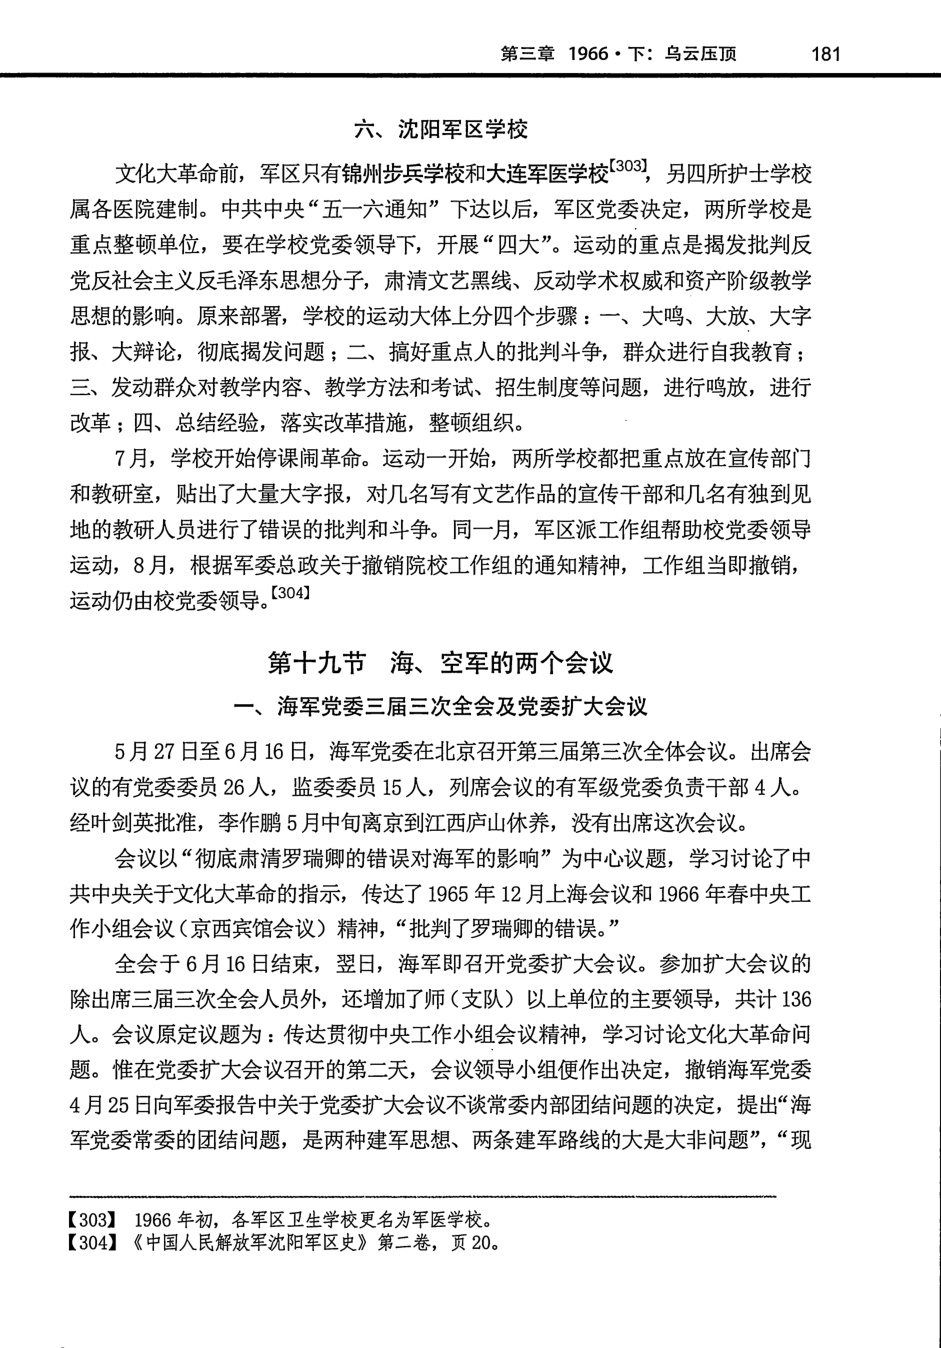 第三章 1966·下：乌云压顶 181
六、沈阳军区学校
文化大革命前，军区只有锦州步兵学校和大连军医学校【303】，另四所护士学校
属各医院建制。中共中央“五一六通知”下达以后，军区党委决定，两所学校是
重点整顿单位，要在学校党委领导下，开展“四大”。运动的重点是揭发批判反
党反社会主义反毛泽东思想分子，肃清文艺黑线、反动学术权威和资产阶级教学
思想的影响。原来部署，学校的运动大体上分四个步骤：一、大鸣、大放、大字
报、大辩论，彻底揭发问题；二、搞好重点人的批判斗争，群众进行自我教育；
三、发动群众对教学内容、教学方法和考试、招生制度等问题，进行鸣放，进行
改革；四、总结经验，落实改革措施，整顿组织。
7月，学校开始停课闹革命。运动一开始，两所学校都把重点放在宣传部门
和教研室，贴出了大量大字报，对几名写有文艺作品的宣传干部和几名有独到见
地的教研人员进行了错误的批判和斗争。同一月，军区派工作组帮助校党委领导
运动，8月，根据军委总政关于撤销院校工作组的通知精神，工作组当即撤销，
运动仍由校党委领导。【304】
第十九节 海、空军的两个会议
一、海军党委三届三次全会及党委扩大会议
5月27日至6月16日，海军党委在北京召开第三届第三次全体会议。出席会
议的有党委委员26人，监委委员15人，列席会议的有军级党委负责干部4人。
经叶剑英批准，李作鹏5月中旬离京到江西庐山休养，没有出席这次会议。
会议以“彻底肃清罗瑞卿的错误对海军的影响”为中心议题，学习讨论了中
共中央关于文化大革命的指示，传达了1965年12月上海会议和1966年春中央工
作小组会议（京西宾馆会议）精神，“批判了罗瑞卿的错误。”
全会于6月16日结束，翌日，海军即召开党委扩大会议。参加扩大会议的
除出席三届三次全会人员外，还增加了师（支队）以上单位的主要领导，共计136
人。会议原定议题为：传达贯彻中央工作小组会议精神，学习讨论文化大革命问
题。惟在党委扩大会议召开的第二天，会议领导小组便作出决定，撤销海军党委
4月25日向军委报告中关于党委扩大会议不谈常委内部团结问题的决定，提出“海
军党委常委的团结问题，是两种建军思想、两条建军路线的大是大非问题”，“现
【303】 1966年初，各军区卫生学校更名为军医学校。
【304】《中国人民解放军沈阳军区史》第二卷，页20。